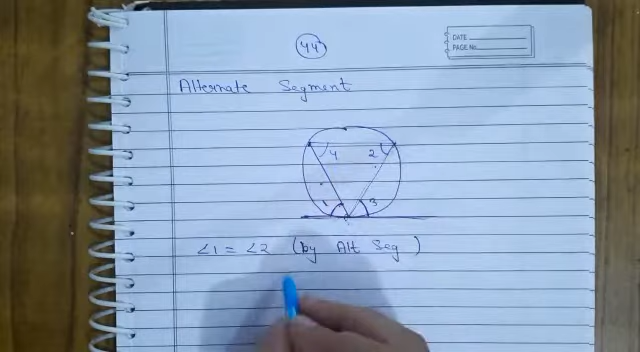 44
DATE
PAGE No.
Alternate Segment
4 2
1 3
∠1 = ∠2 (by Alt Seg)